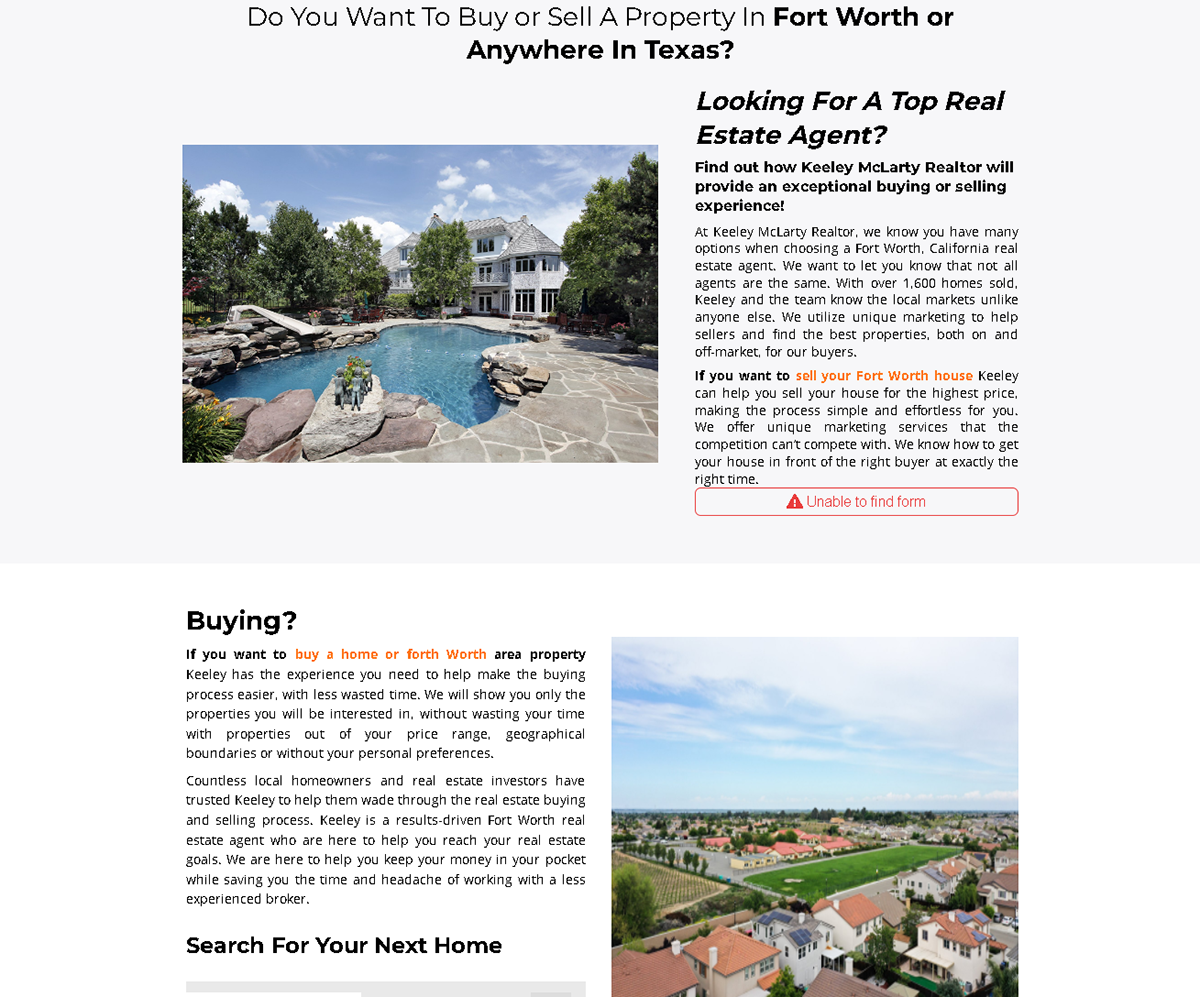 Do You Want To Buy or Sell A Property In Fort Worth or
Anywhere In Texas?
Looking For A Top Real
Estate Agent?
Find out how Keeley McLarty Realtor will
provide an exceptional buying or selling
experience!
At Keeley McLarty Realtor, we know you have many
options when choosing a Fort Worth, California real
estate agent. We want to let you know that not all
agents are the same. With over 1,600 homes sold,
Keeley and the team know the local markets unlike
anyone else. We utilize unique marketing to help
sellers and find the best properties, both on and
off-market, for our buyers.
If you want to sell your Fort Worth house Keeley
can help you sell your house for the highest price,
making the process simple and effortless for you.
We offer unique marketing services that the
competition can't compete with. We know how to get
your house in front of the right buyer at exactly the
right time.
Unable to find form
Buying?
If you want to buy a home or forth Worth area property
Keeley has the experience you need to help make the buying
process easier, with less wasted time. We will show you only the
properties you will be interested in, without wasting your time
with properties out of your price range, geographical
boundaries or without your personal preferences.
Countless local homeowners and real estate investors have
trusted Keeley to help them wade through the real estate buying
and selling process. Keeley is a results-driven Fort Worth real
estate agent who are here to help you reach your real estate
goals. We are here to help you keep your money in your pocket
while saving you the time and headache of working with a less
experienced broker.
Search For Your Next Home